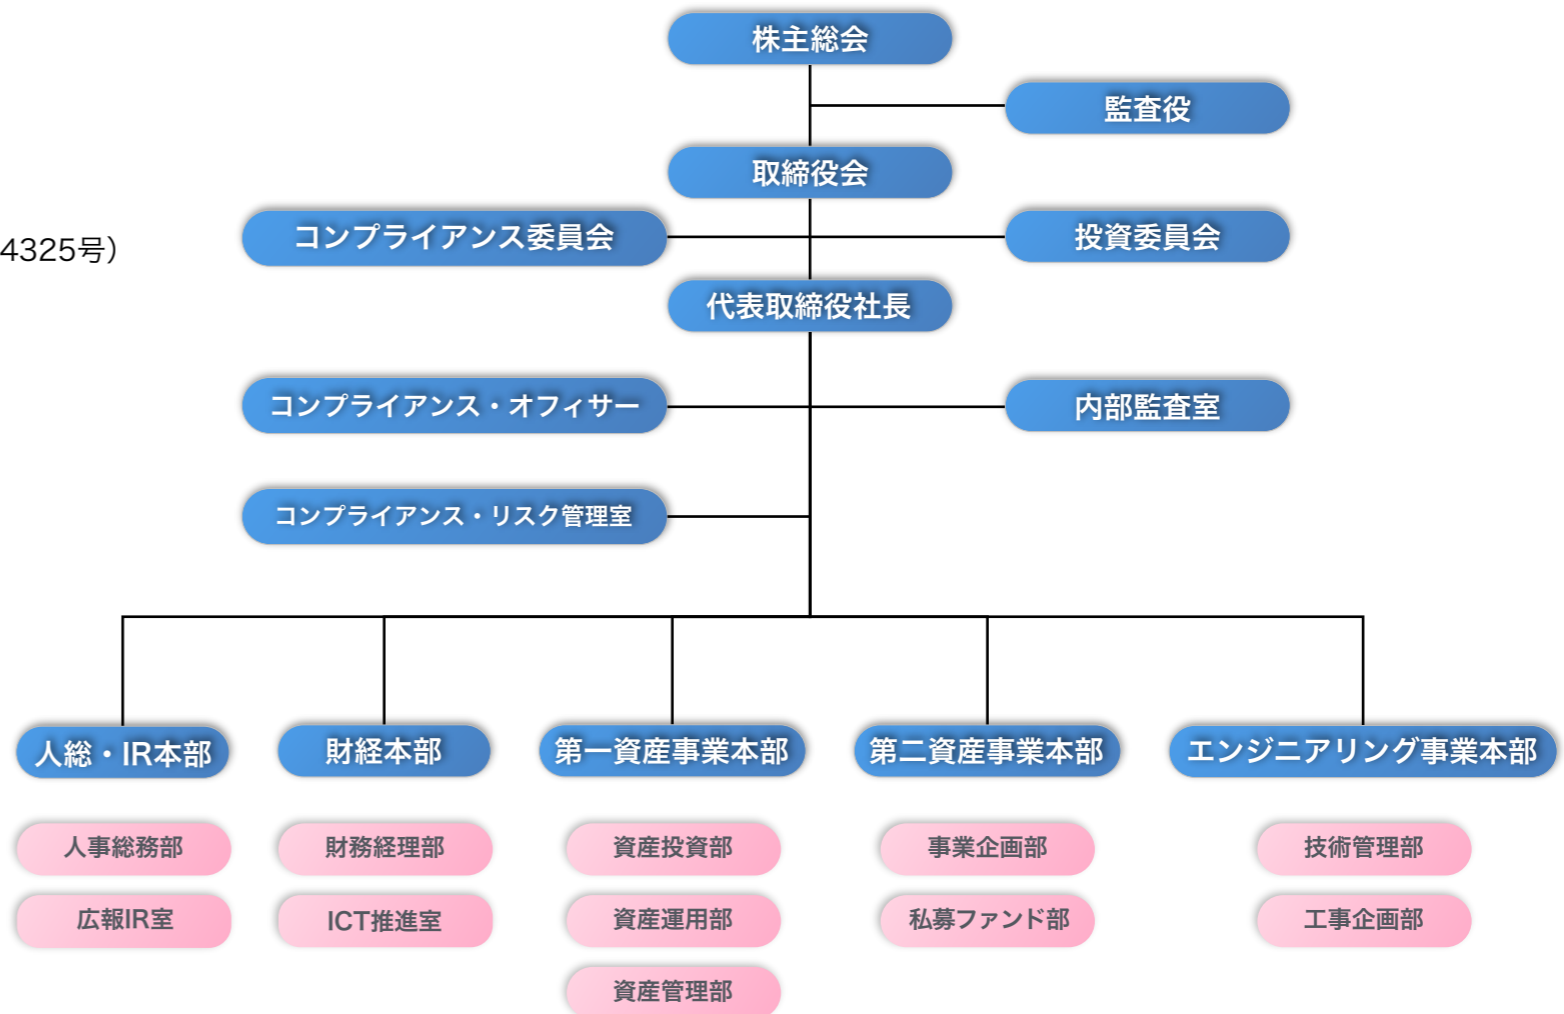 株主総会
監査役
取締役会
4325号）
コンプライアンス委員会
投資委員会
代表取締役社長
コンプライアンス・オフィサー
内部監査室
コンプライアンス・リスク管理室
人総・IR本部
財経本部
第一資産事業本部
第二資産事業本部
エンジニアリング事業本部
人事総務部
財務経理部
資産投資部
事業企画部
技術管理部
広報IR室
ICT推進室
資産運用部
私募ファンド部
工事企画部
資産管理部